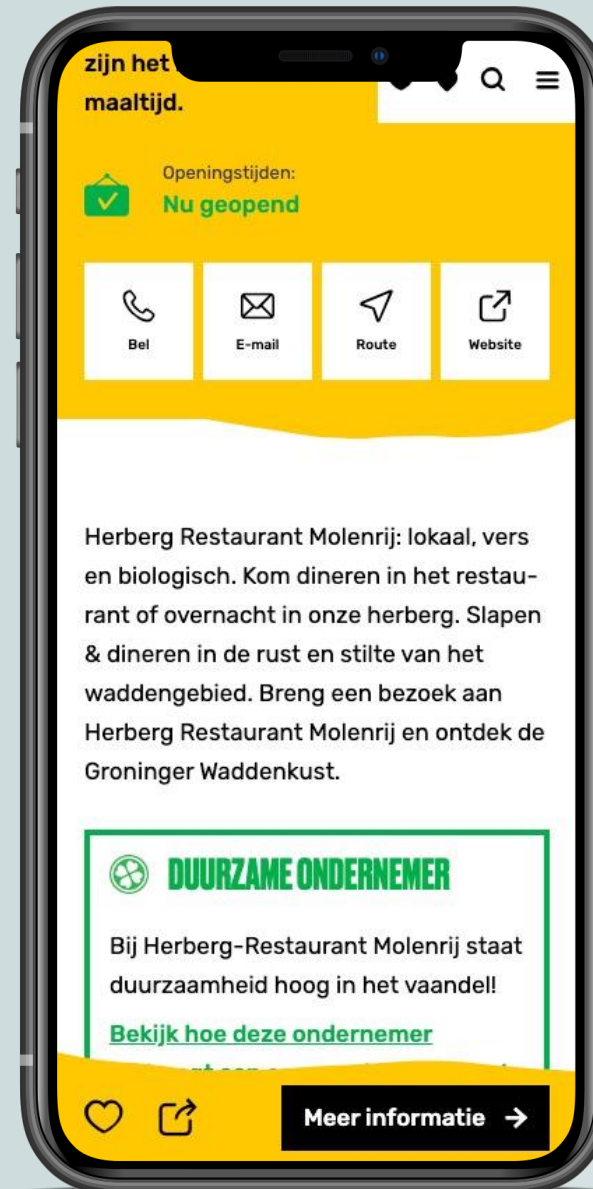 zijn het
maaltijd.
Openingstijden:
Nu geopend
Bel
E-mail
Route
Website
Herberg Restaurant Molenrij: lokaal, vers
en biologisch. Kom dineren in het restau-
rant of overnacht in onze herberg. Slapen
& dineren in de rust en stilte van het
waddengebied. Breng een bezoek aan
Herberg Restaurant Molenrij en ontdek de
Groninger Waddenkust.
DUURZAME ONDERNEMER
Bij Herberg-Restaurant Molenrij staat
duurzaamheid hoog in het vaandel!
Bekijk hoe deze ondernemer
Meer informatie